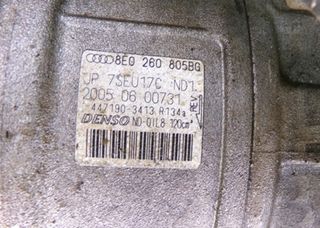 8E0 260 805BG
JP 7SEU17C ND1
2005 06 00731
447190-3413 R134a
DENSO ND-OIL8 120cm³